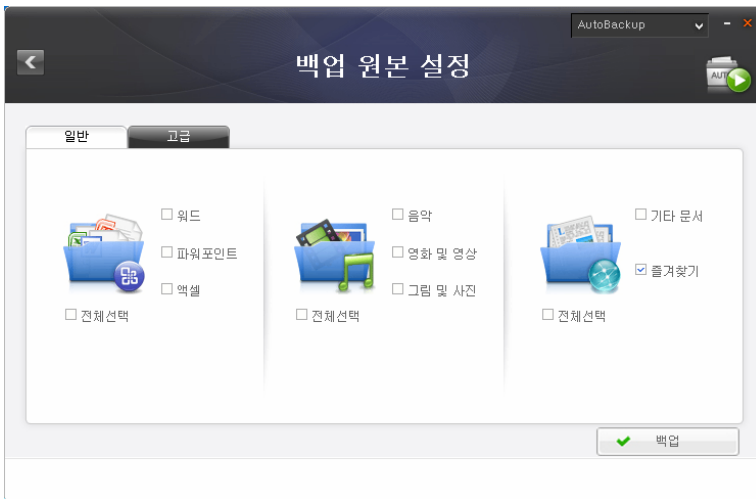 AutoBackup
백업 원본 설정
AUTO
일반
고급
워드
파워포인트
액셀
전체선택
음악
영화 및 영상
그림 및 사진
전체선택
기타 문서
즐겨찾기
전체선택
백업